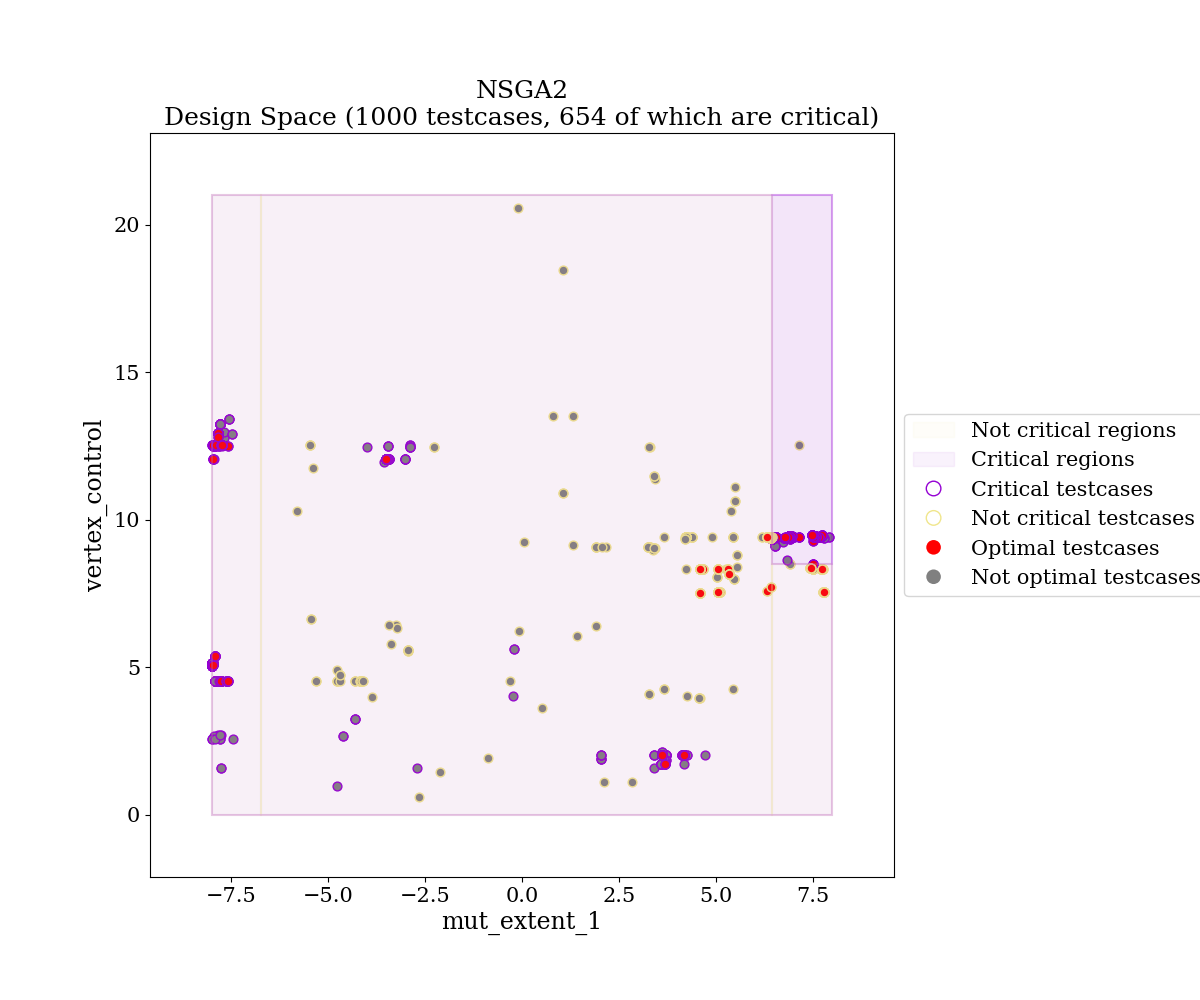 NSGA2
Design Space (1000 testcases, 654 of which are critical)
20
15
10
5
0
vertex_control
−7.5
−5.0
−2.5
0.0
2.5
5.0
7.5
mut_extent_1
Not critical regions
Critical regions
Critical testcases
Not critical testcases
Optimal testcases
Not optimal testcases